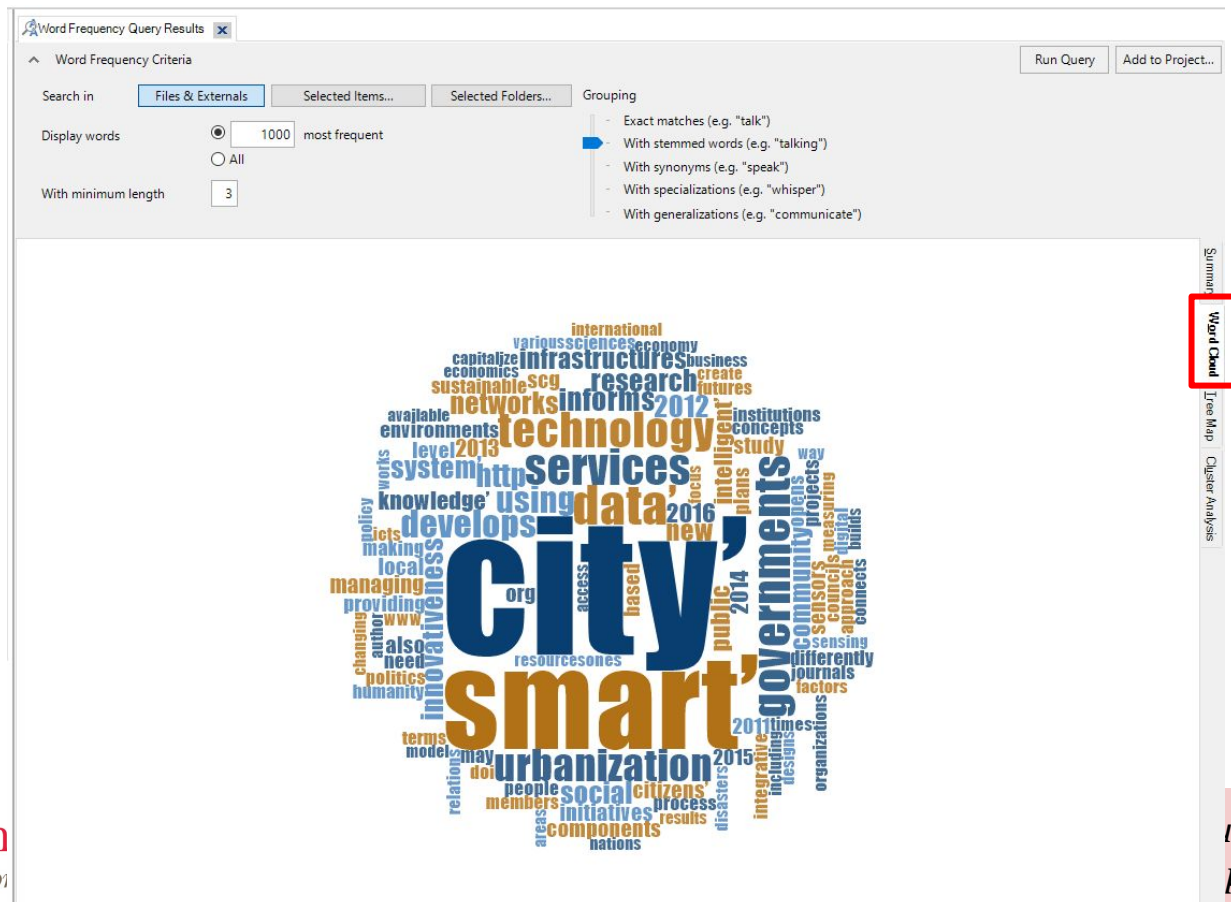 Word Frequency Query Results
Word Frequency Criteria
Run Query
Add to Project...
Search in
Files & Externals
Selected Items...
Selected Folders...
Grouping
Display words
1000
most frequent
All
With minimum length
3
Exact matches (e.g. "talk")
With stemmed words (e.g. "talking")
With synonyms (e.g. "speak")
With specializations (e.g. "whisper")
With generalizations (e.g. "communicate")
Summary
Word Cloud
Tree Map
Cluster Analysis
international
various sciences economy
capitalize infrastructures business
economics
sustainable scg research create
futures
networks informs 2012
available
environments
technology
institutions
concepts
level 2013
study
works
system' http services
focus
intelligent'
plans
way
projects
knowledge' using data' 2016
new
policy
icts develops
making
local
managing
providing
innovativeness
city'
org
access
based
public
2014
governments
community
opens
sensors
councils
measuring
approach
digital
builds
connects
changing
author
www
also
need
politics
humanity
resources ones
smart'
sensing
differently
journals
factors
2011 times
terms
model may
doi
urbanization 2015'
relations
people social citizens'
members
process
initiatives results
areas
components
nations
disasters
integrative
including
designs
organizations